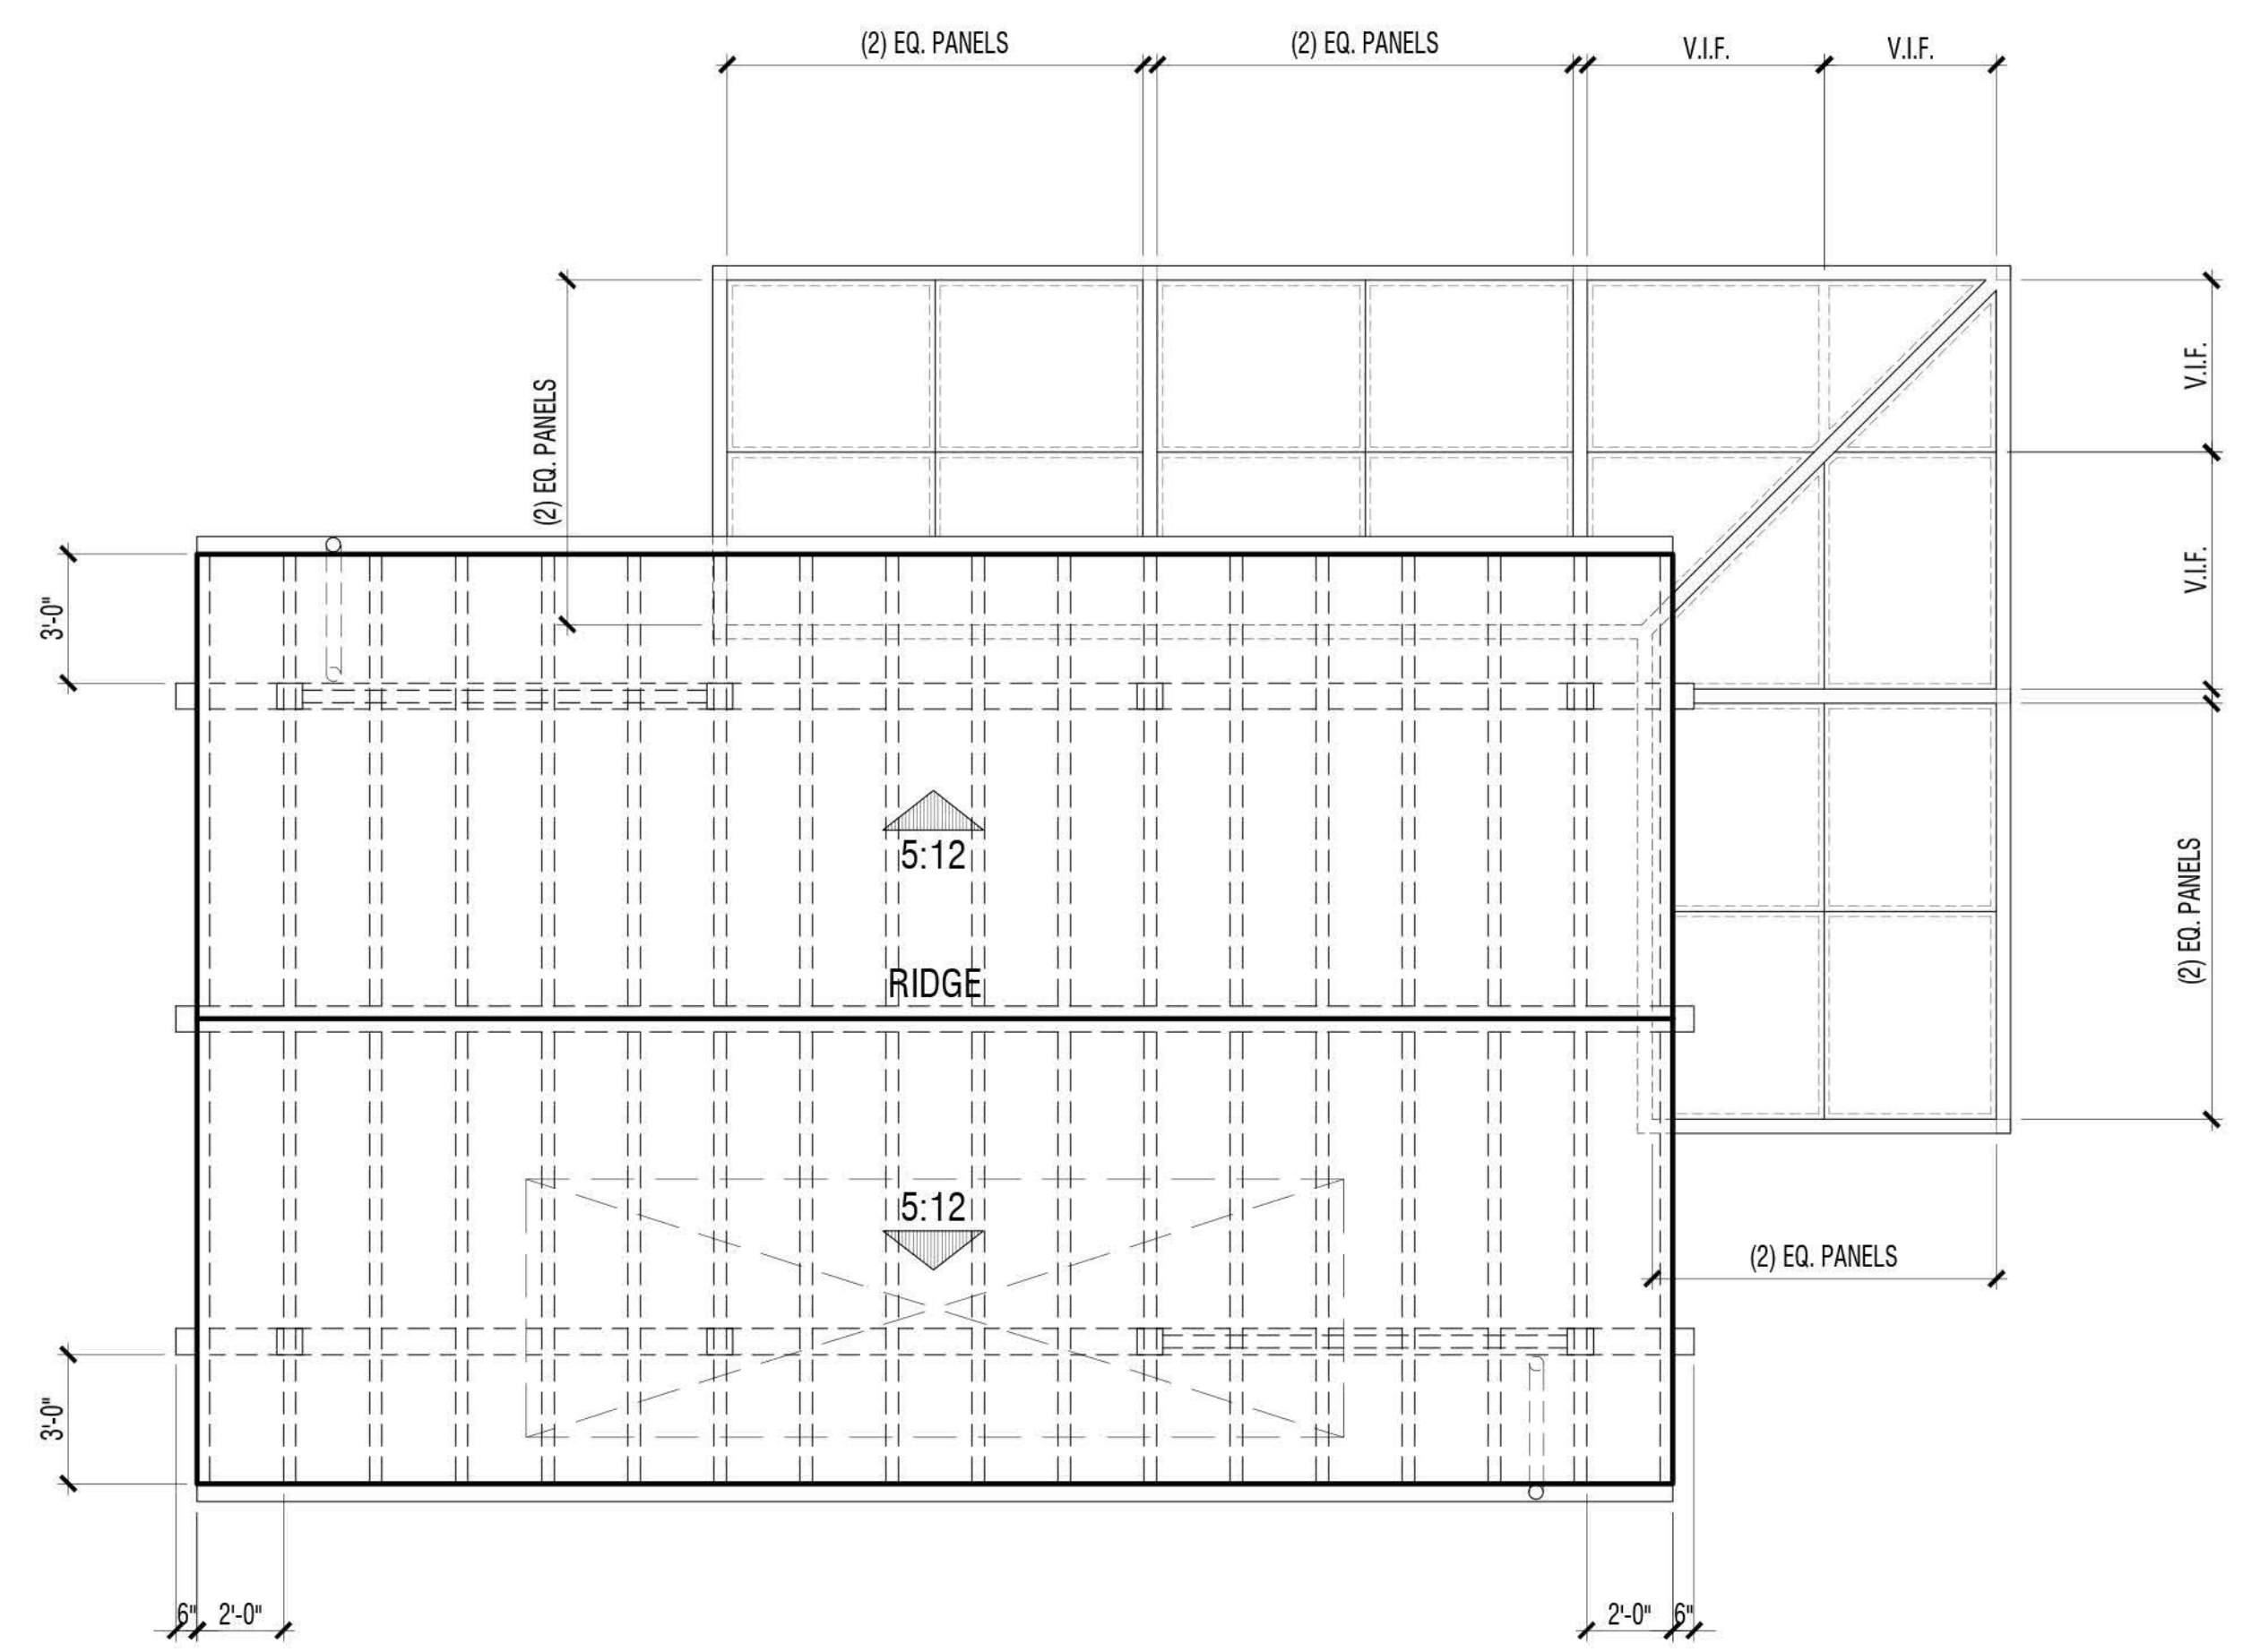 (2) EQ. PANELS
(2) EQ. PANELS
V.I.F.
V.I.F.
(2) EQ. PANELS
V.I.F.
V.I.F.
3'-0"
5:12
(2) EQ. PANELS
RIDGE
5:12
(2) EQ. PANELS
3'-0"
6"
2'-0"
2'-0"
6"